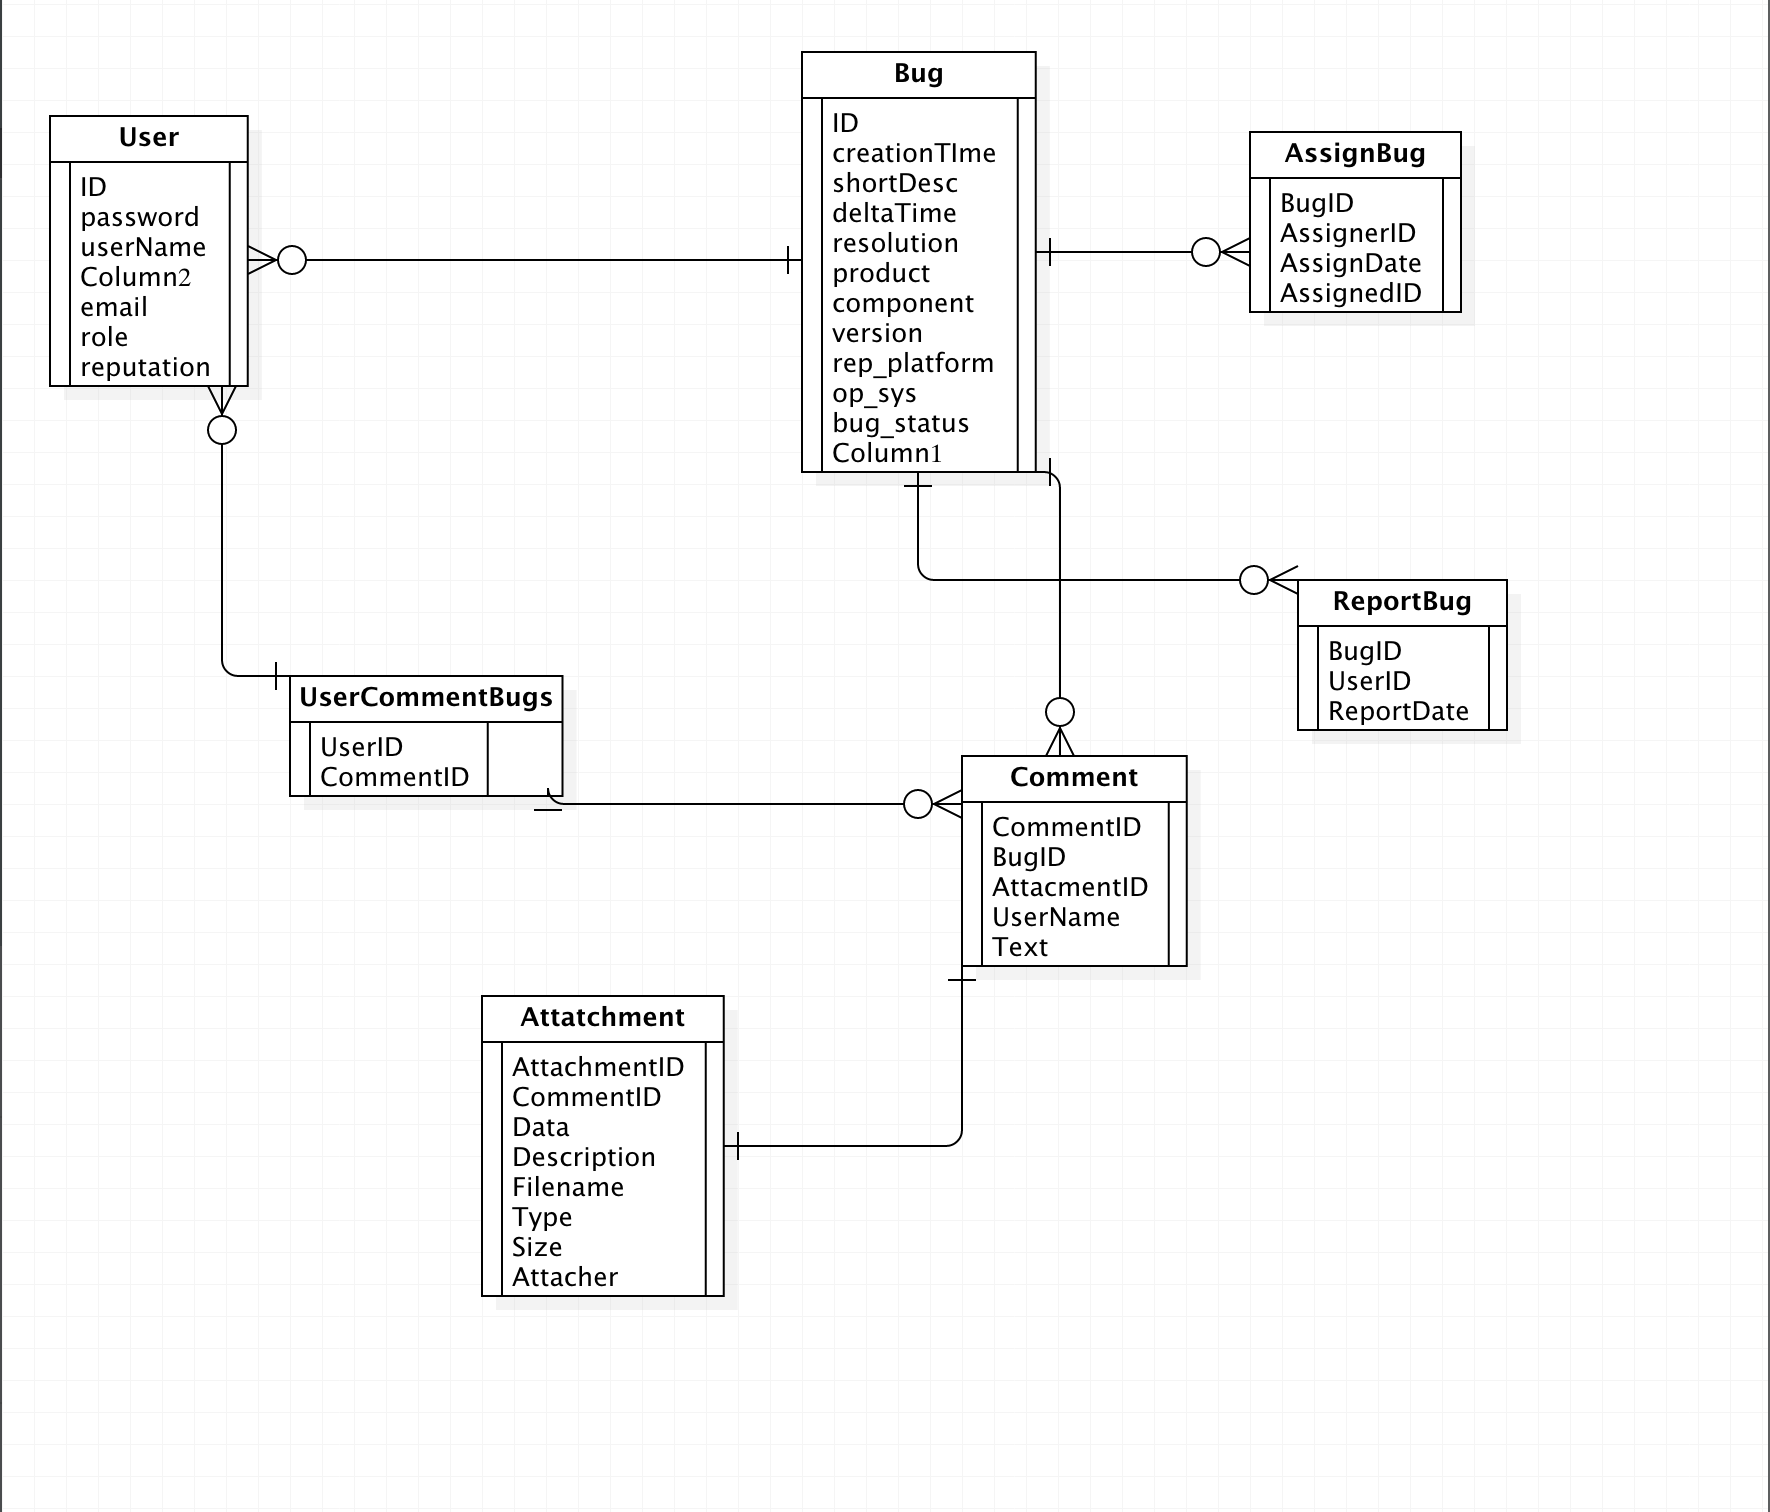 Bug
ID
creationTIme
shortDesc
deltaTime
resolution
product
component
version
rep_platform
op_sys
bug_status
Column1
User
ID
password
userName
Column2
email
role
reputation
AssignBug
BugID
AssignerID
AssignDate
AssignedID
ReportBug
BugID
UserID
ReportDate
UserCommentBugs
UserID
CommentID
Comment
CommentID
BugID
AttacmentID
UserName
Text
Attatchment
AttachmentID
CommentID
Data
Description
Filename
Type
Size
Attacher